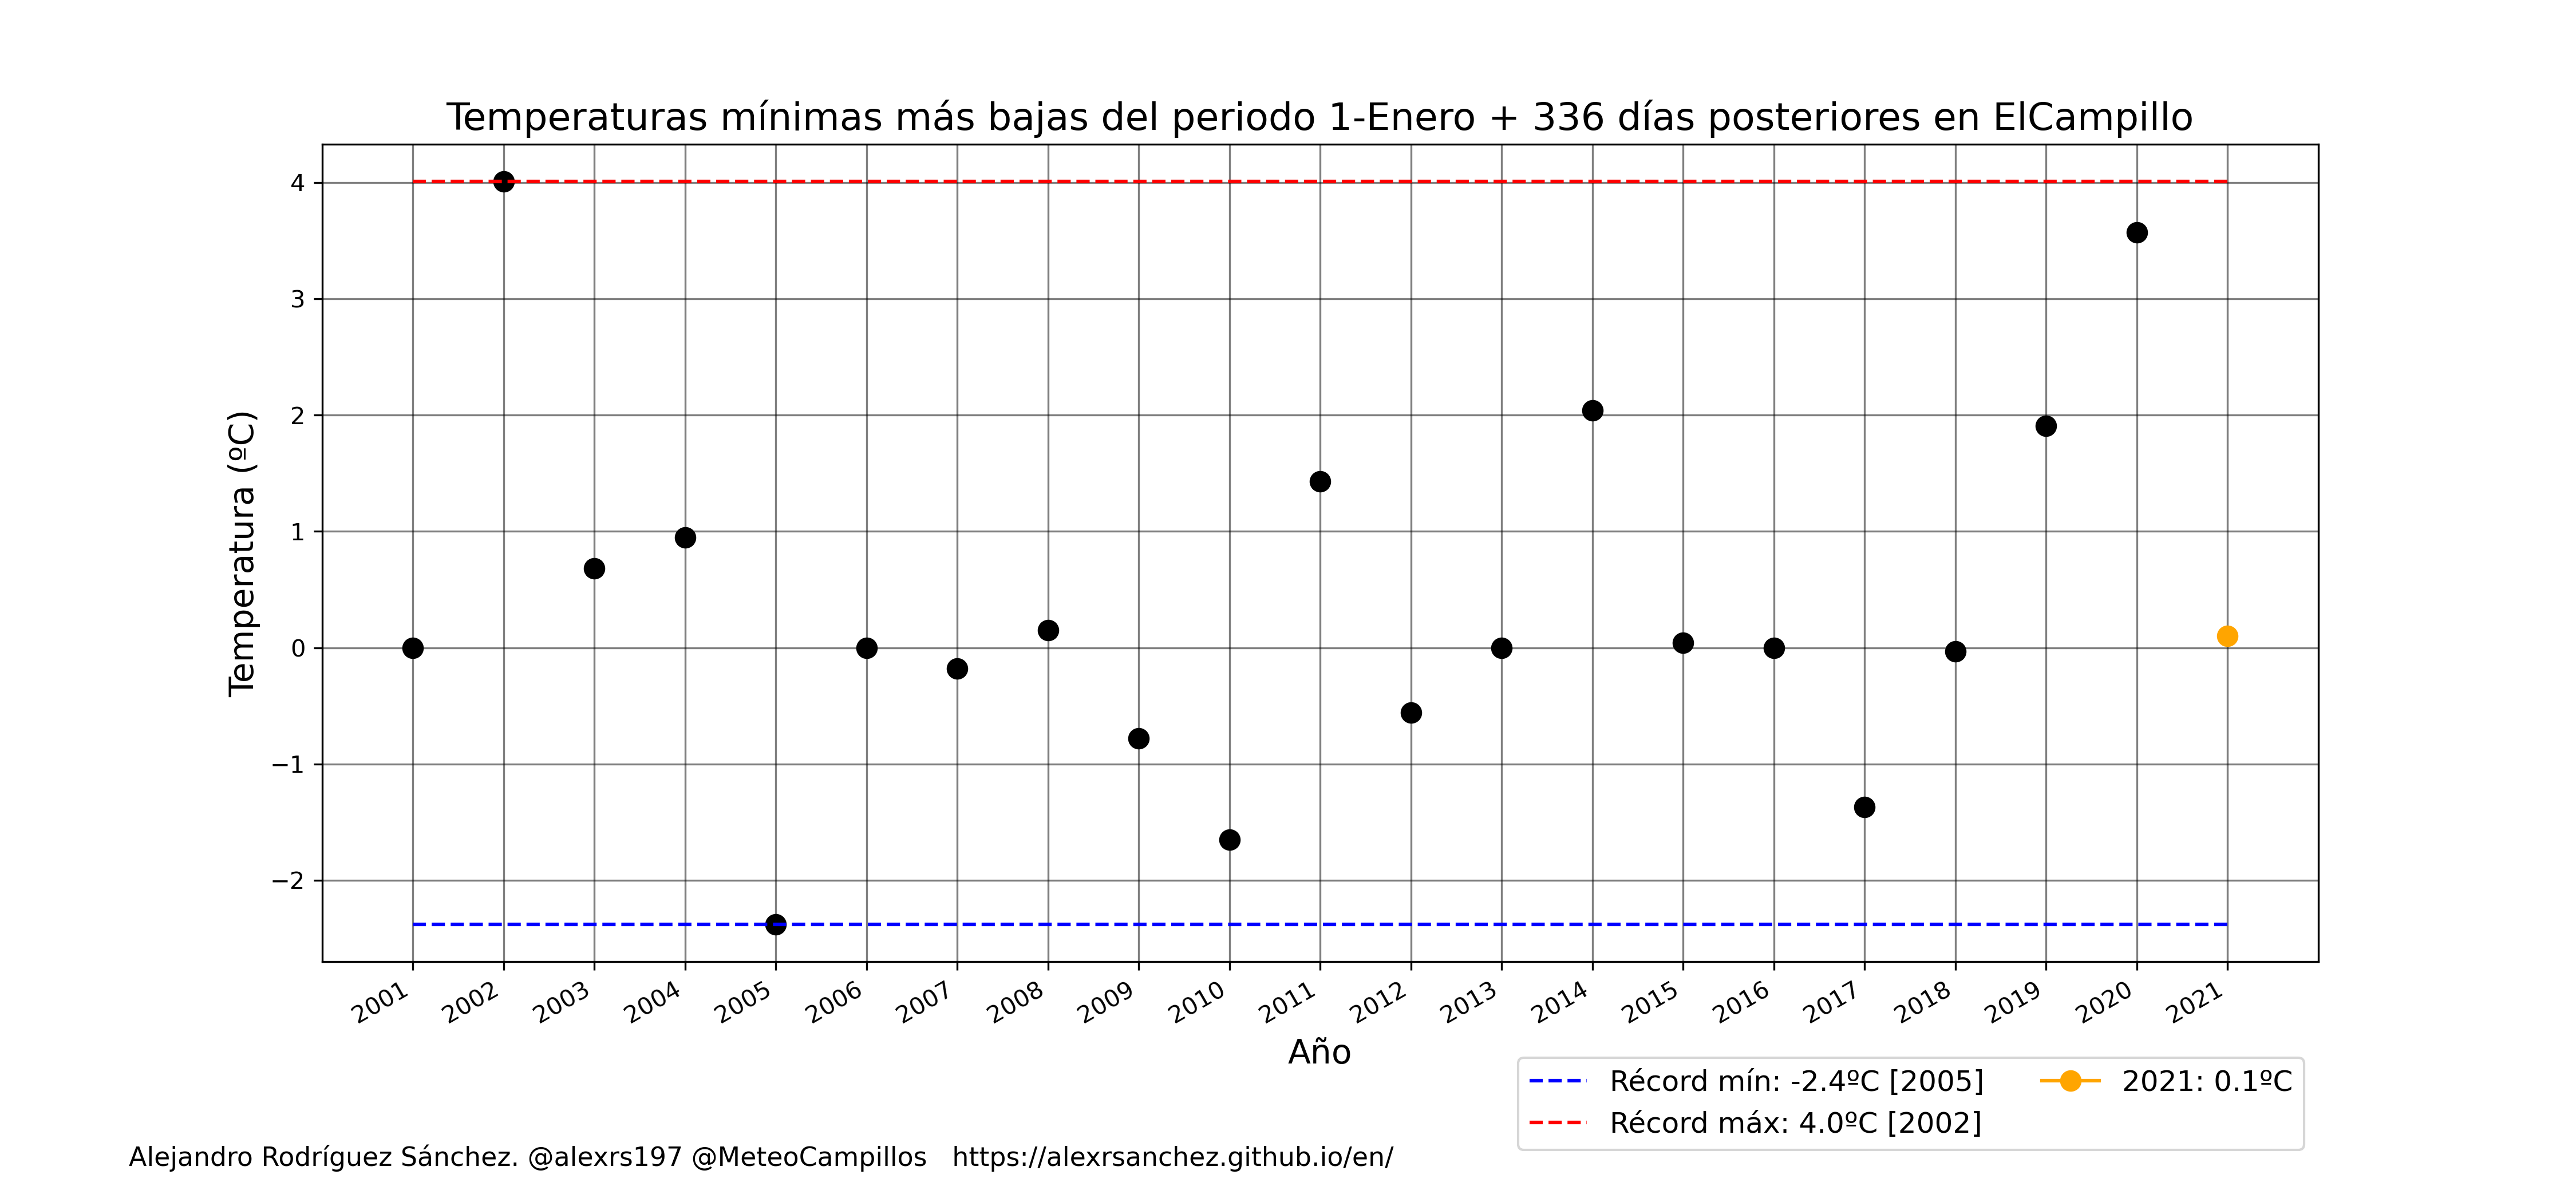 Temperaturas mínimas más bajas del periodo 1-Enero + 336 días posteriores en ElCampillo
Temperatura (ºC)
4
3
2
1
0
−1
−2
2001 2002 2003 2004 2005 2006 2007 2008 2009 2010 2011 2012 2013 2014 2015 2016 2017 2018 2019 2020 2021
Año
Récord mín: -2.4ºC [2005]
Récord máx: 4.0ºC [2002]
2021: 0.1ºC
Alejandro Rodríguez Sánchez. @alexrs197 @MeteoCampillos https://alexrsanchez.github.io/en/